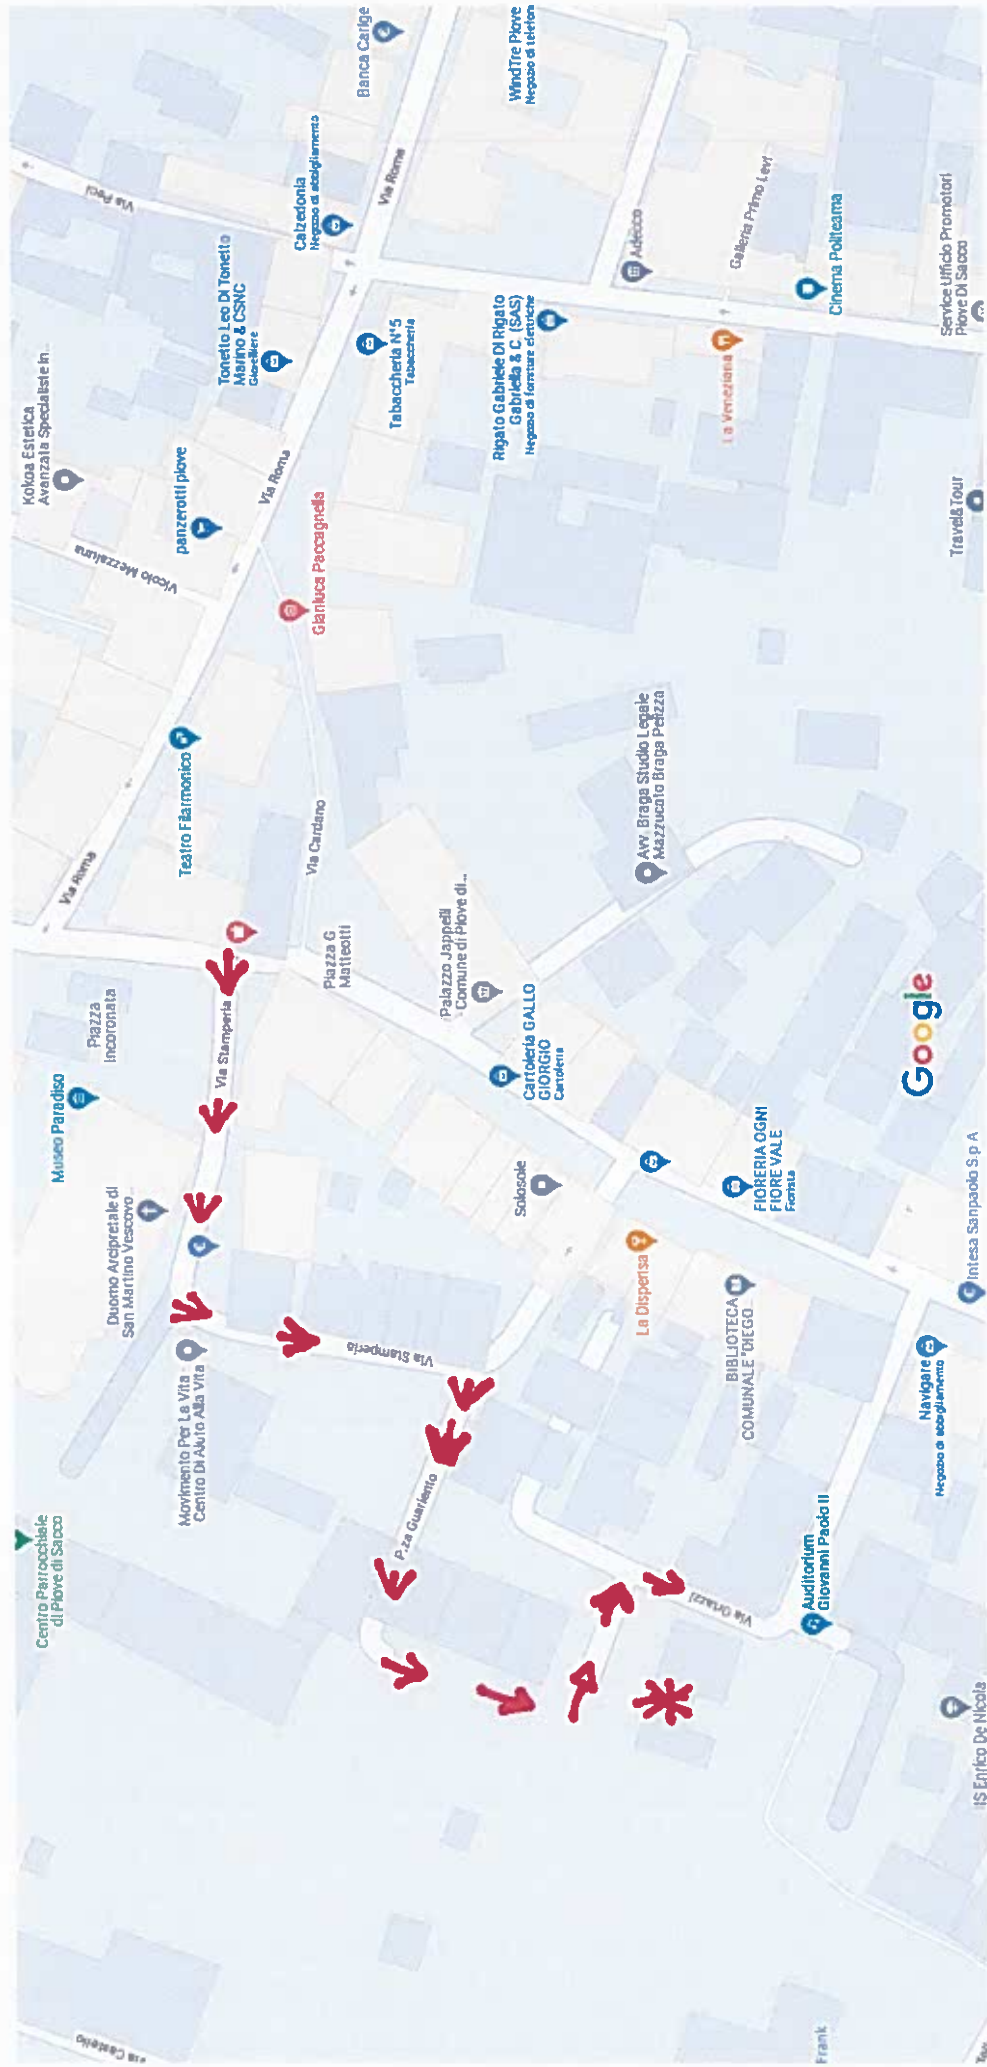 Kokoa Estetica
Avanzata Specialiste in...
Via Paci
Banca Carige
Calzedonia
Negozio di abbigliamento
Via Roma
WindTre Piove
Negozio di telefoni
Tonetto Leo Di Tonetto
Marino & CSNC
Gioielliere
Tabaccheria N°5
Tabaccheria
Rigato Gabriele Di Rigato
Gabriella & C. (SAS)
Negozio di forniture elettriche
Adecco
Galleria Primo Levi
Cinema Politeama
La Veneziana
Service Ufficio Promotori
Piove Di Sacco
Travel&Tour
panzerotti piove
Via Roma
Vicolo Mezzaluna
Gianluca Paccagnella
Teatro Filarmonico
Via Roma
Via Cardano
Piazza G
Matteotti
Piazza
Incoronata
Museo Paradiso
Via Stamperia
Palazzo Jappelli
- Comune di Piove di...
Avv. Braga Studio Legale
Mazzucato Braga Pelizza
Cartoleria GALLO
GIORGIO
Cartoleria
Duomo Arcipretale di
San Martino Vescovo...
Solosole
FIORERIA OGNI
FIORE VALE
Fiorista
Google
Intesa Sanpaolo S.p.A
Movimento Per La Vita -
Centro Di Aiuto Alla Vita
Via Stamperia
La Dispensa
BIBLIOTECA
COMUNALE "DIEGO
Navigare
Negozio di abbigliamento
Centro Parrocchiale
di Piove di Sacco
P.za Guariento
Via Ortazzi
Auditorium
Giovanni Paolo II
IS Enrico De Nicola
Via Castello
Frank